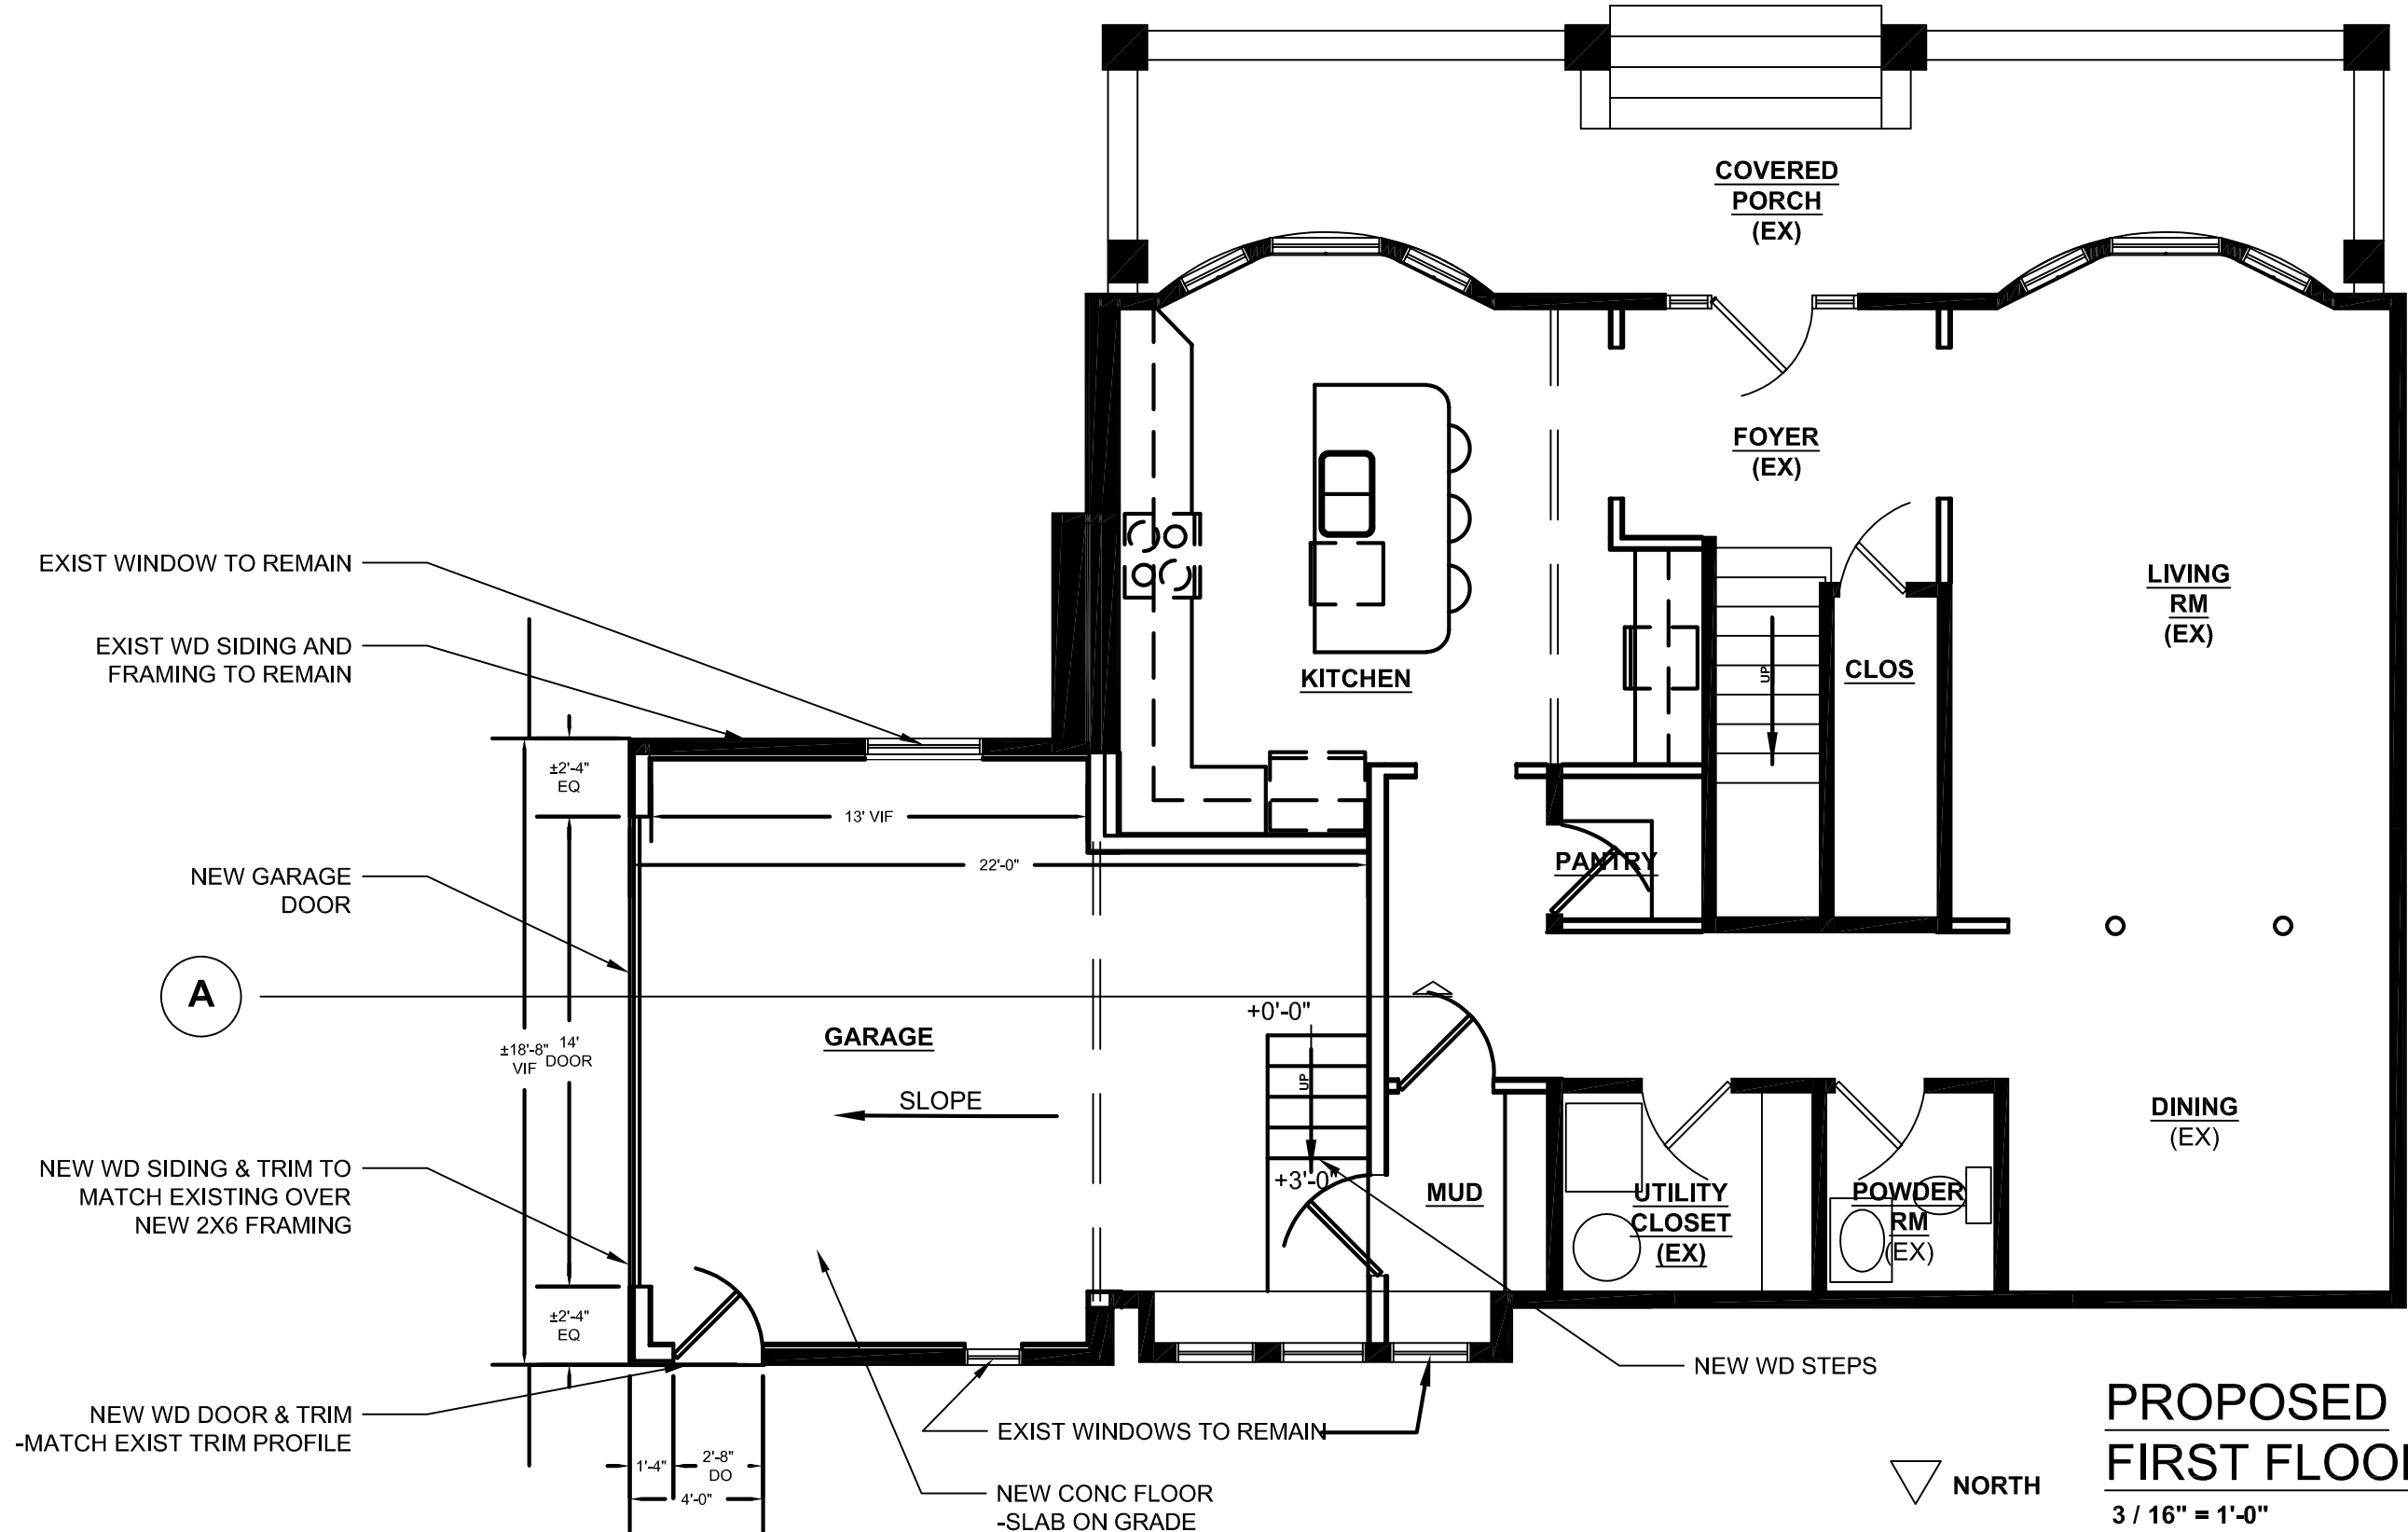 COVERED
PORCH
(EX)
FOYER
(EX)
EXIST WINDOW TO REMAIN
EXIST WD SIDING AND
FRAMING TO REMAIN
LIVING
RM
(EX)
KITCHEN
UP
CLOS
±2'-4"
EQ
13' VIF
22'-0"
NEW GARAGE
DOOR
PANTRY
A
+0'-0"
GARAGE
±18'-8"
VIF
14'
DOOR
UP
SLOPE
DINING
(EX)
NEW WD SIDING & TRIM TO
MATCH EXISTING OVER
NEW 2X6 FRAMING
+3'-0"
MUD
UTILITY
CLOSET
(EX)
POWDER
RM
(EX)
±2'-4"
EQ
NEW WD STEPS
NEW WD DOOR & TRIM
-MATCH EXIST TRIM PROFILE
EXIST WINDOWS TO REMAIN
1'-4"
2'-8"
DO
4'-0"
NEW CONC FLOOR
-SLAB ON GRADE
NORTH
PROPOSED
FIRST FLOO
3 / 16" = 1'-0"